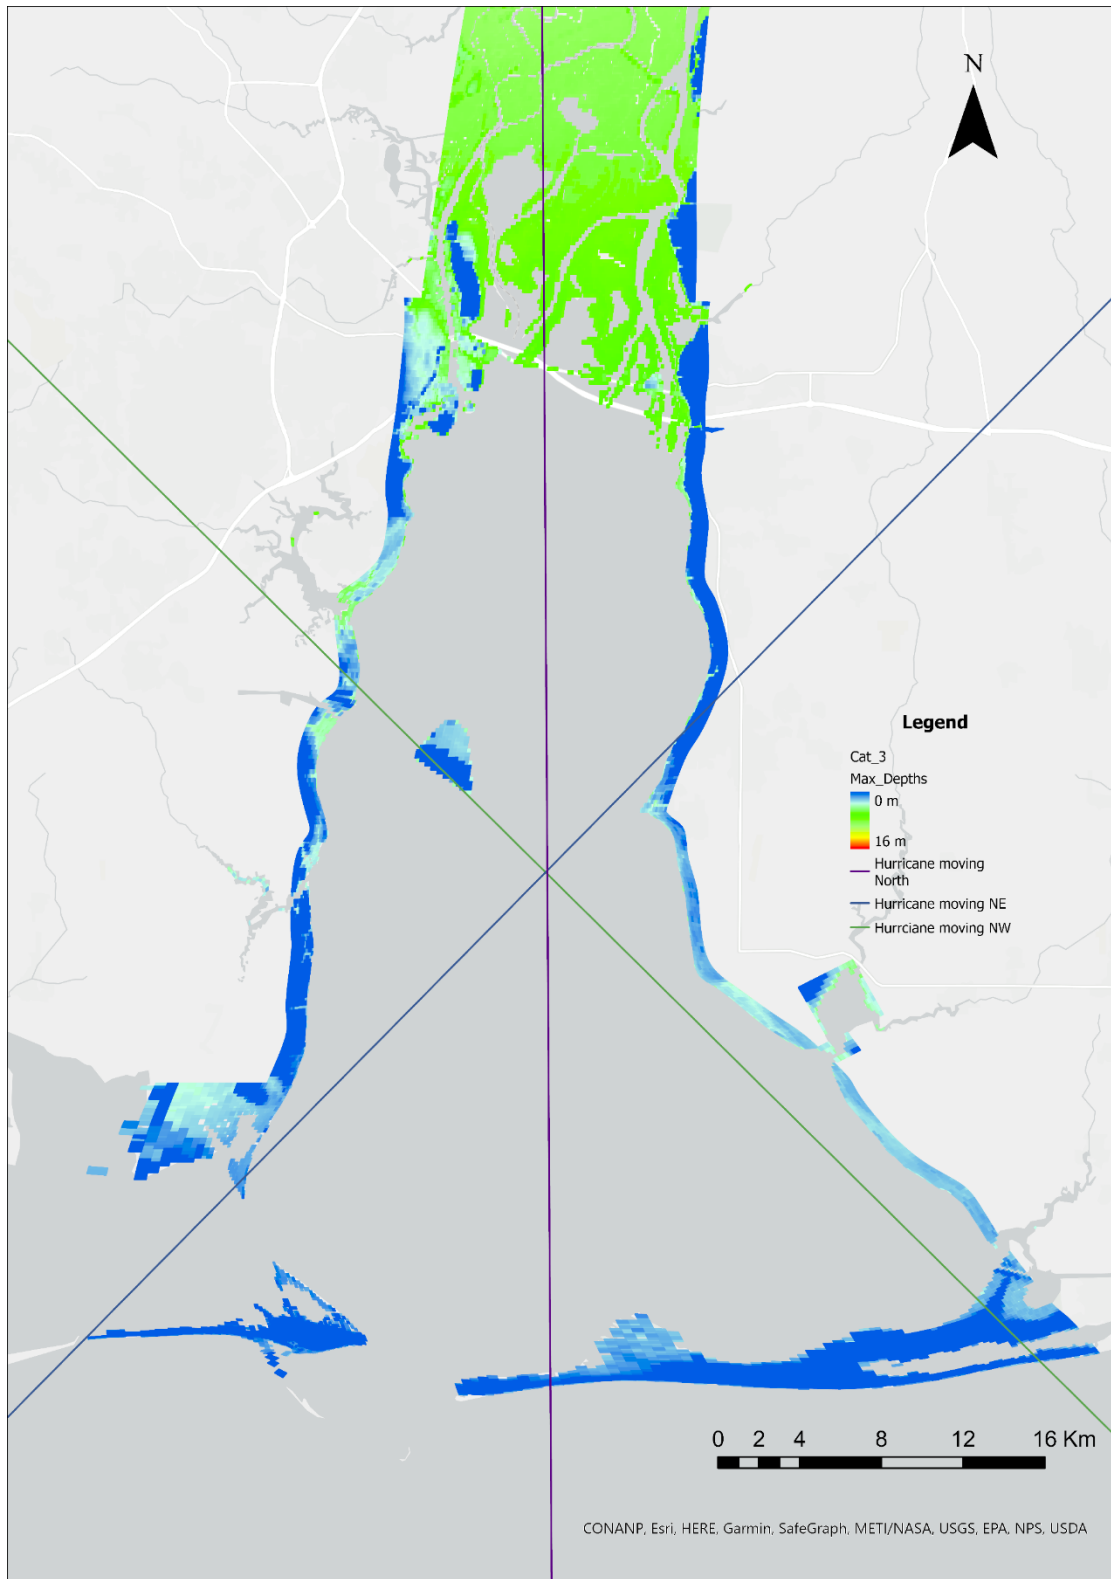 N
Legend
Cat_3
Max_Depths
0 m
16 m
Hurricane moving
North
Hurricane moving NE
Hurrciane moving NW
0 2 4 8 12 16 Km
CONANP, Esri, HERE, Garmin, SafeGraph, METI/NASA, USGS, EPA, NPS, USDA